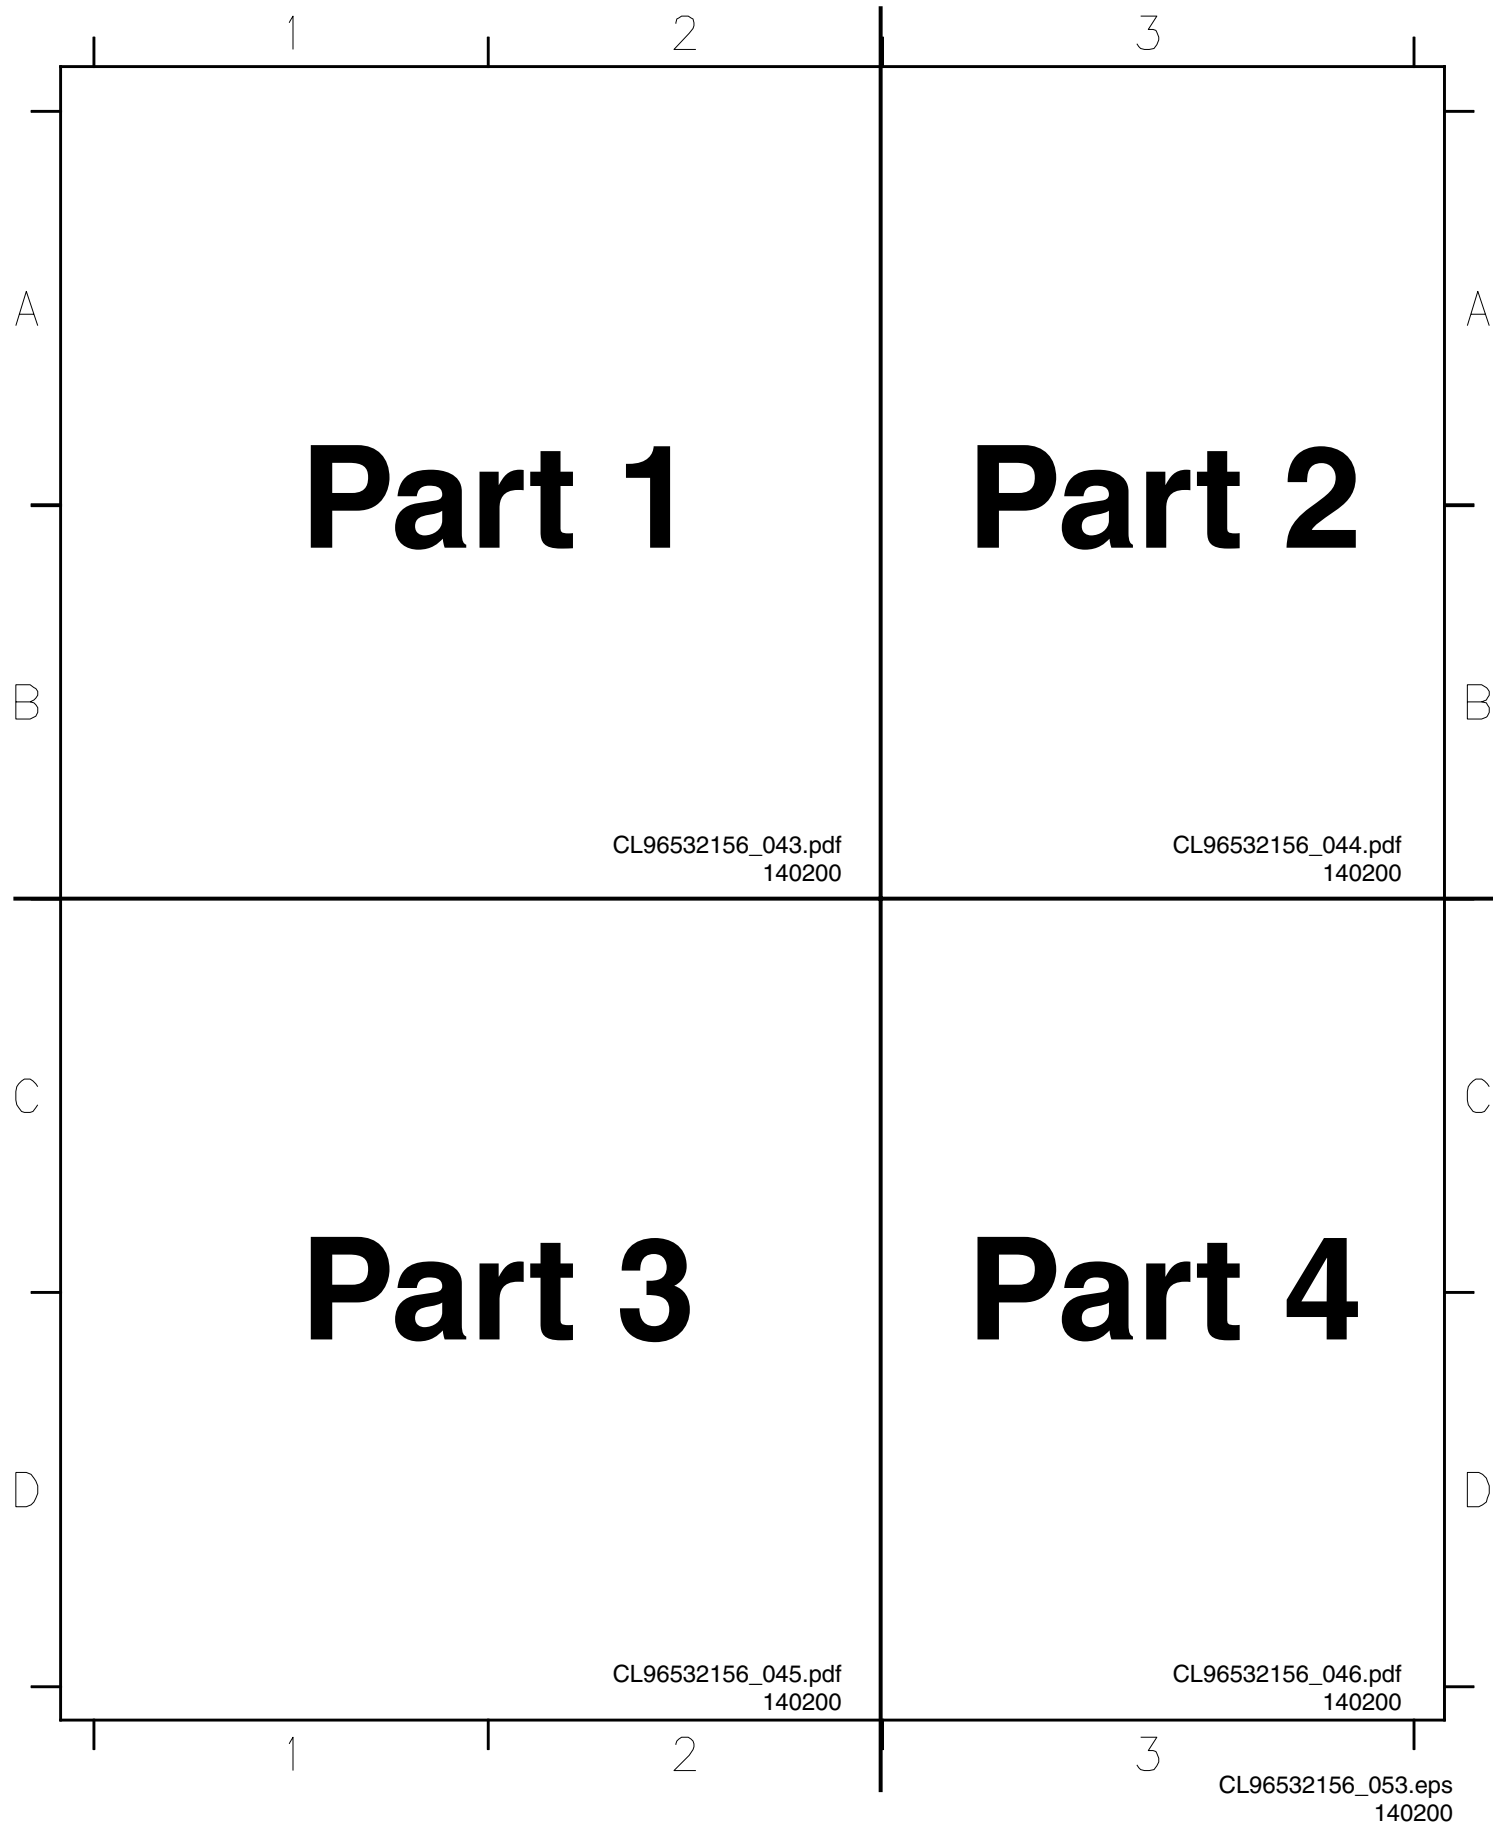 1 2 3
A A
Part 1 Part 2
B B
CL96532156_043.pdf CL96532156_044.pdf
140200 140200
C C
Part 3 Part 4
D D
CL96532156_045.pdf CL96532156_046.pdf
140200 140200
1 2 3
CL96532156_053.eps
140200